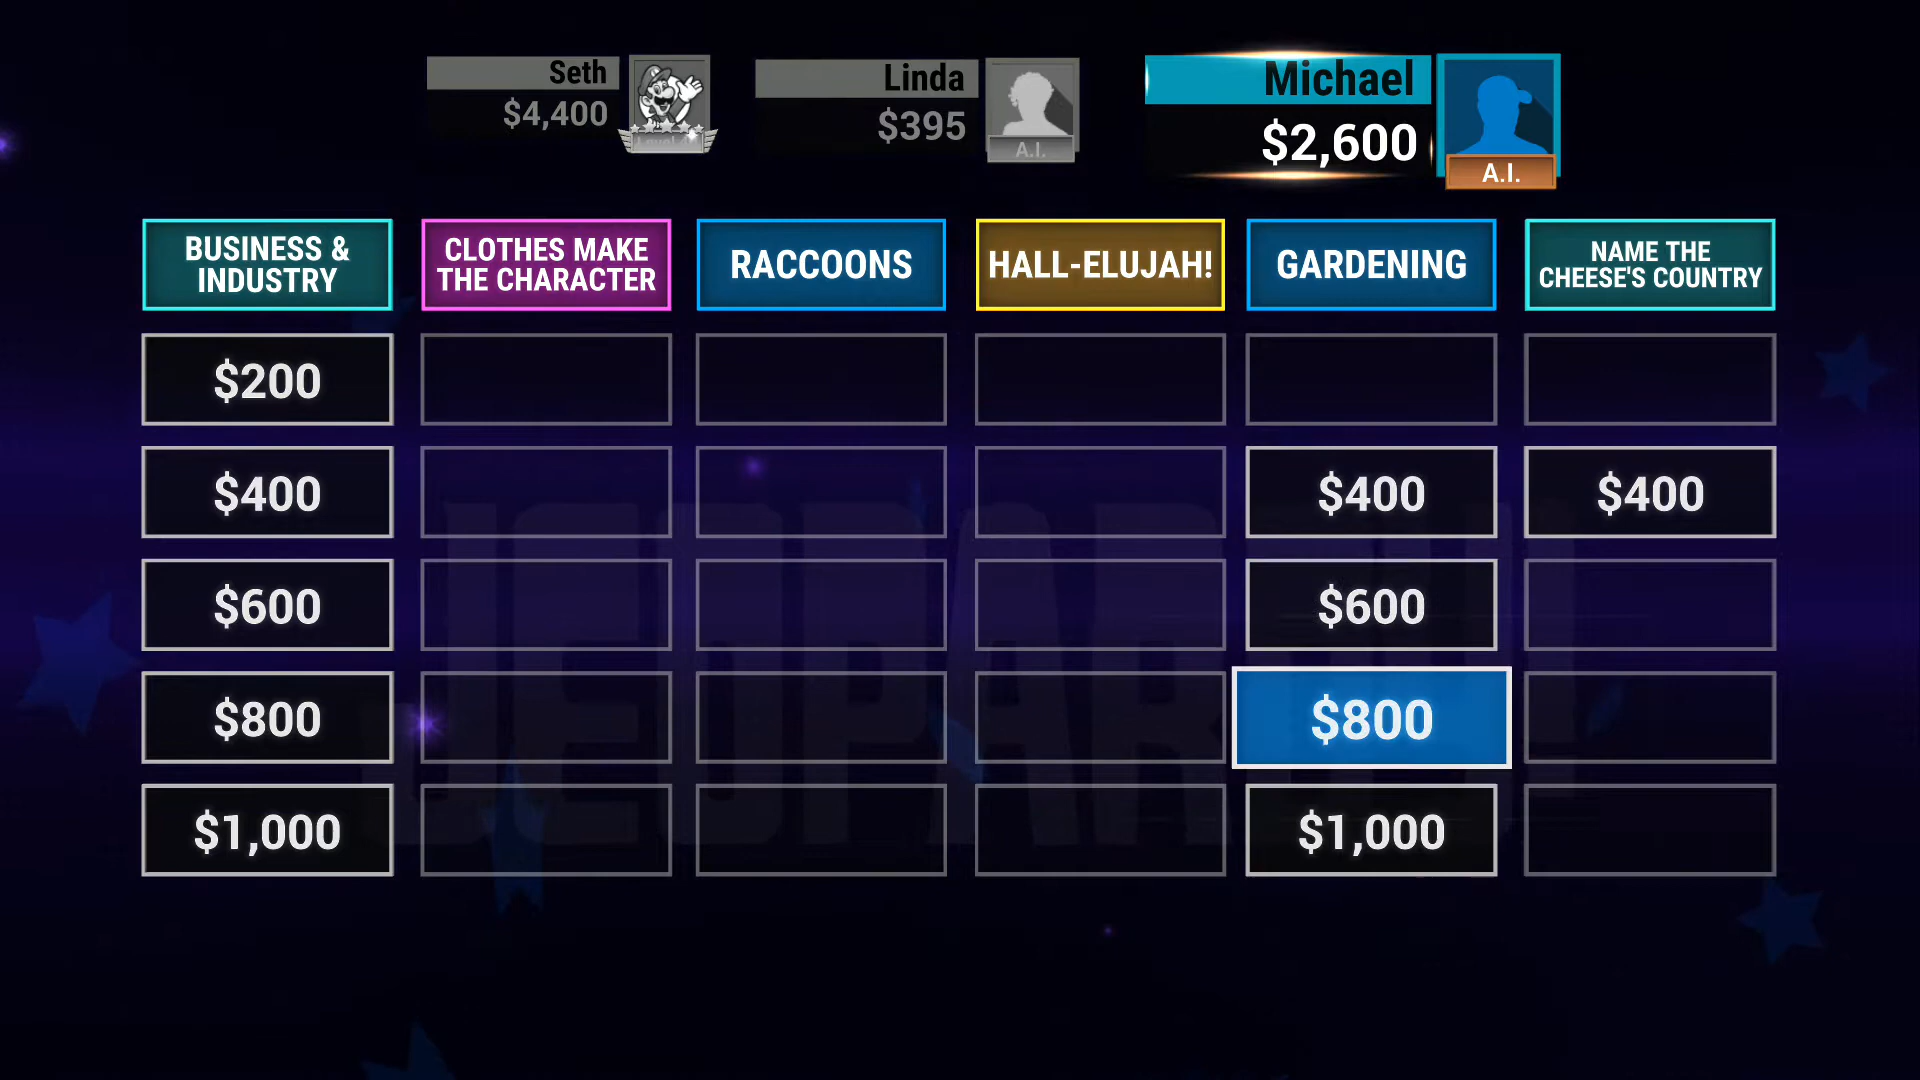 Seth
$4,400
Linda
$395
A.I.
Michael
$2,600
A.I.
BUSINESS &
INDUSTRY
CLOTHES MAKE
THE CHARACTER
RACCOONS
HALL-ELUJAH!
GARDENING
NAME THE
CHEESE'S COUNTRY
$200
$400
$400
$400
$600
$600
$800
$800
$1,000
$1,000
JEOPARDY!